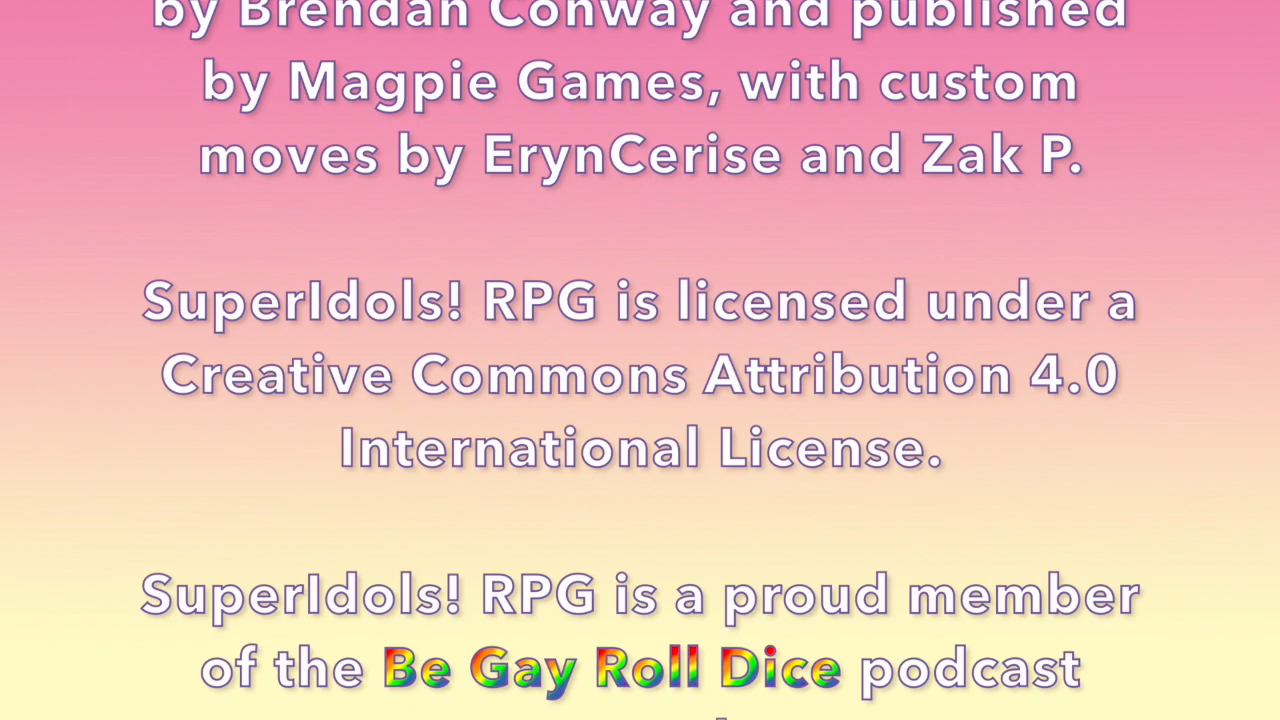 by Brendan Conway and published
by Magpie Games, with custom
moves by ErynCerise and Zak P.
SuperIdols! RPG is licensed under a
Creative Commons Attribution 4.0
International License.
SuperIdols! RPG is a proud member
of the Be Gay Roll Dice podcast